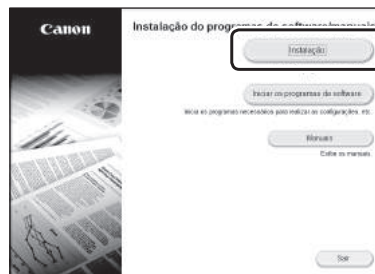 Canon
Instalação do programas de software/manuais
Instalação
Iniciar os programas de software
Inicia os programas necessários para realizar as configurações, etc.
Manuais
Exibe os manuais.
Sair